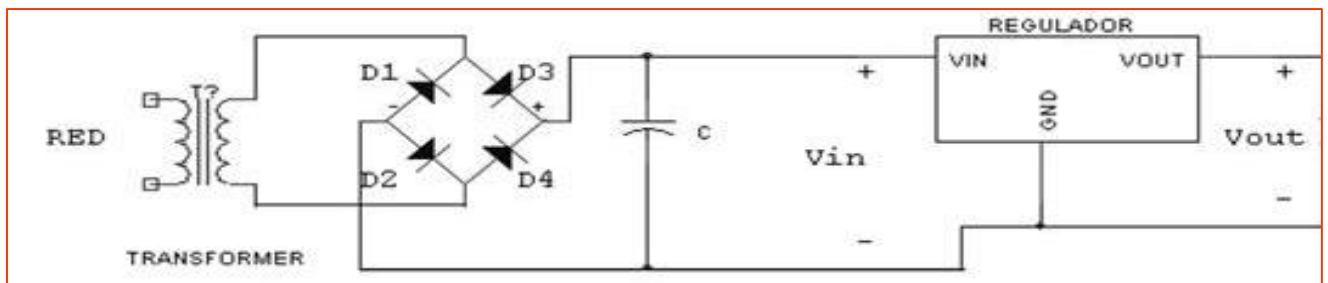 REGULADOR
D1
D3
VIN
VOUT
+
+
T?
-
+
GND
RED
C
Vin
Vout
D2
D4
-
-
TRANSFORMER